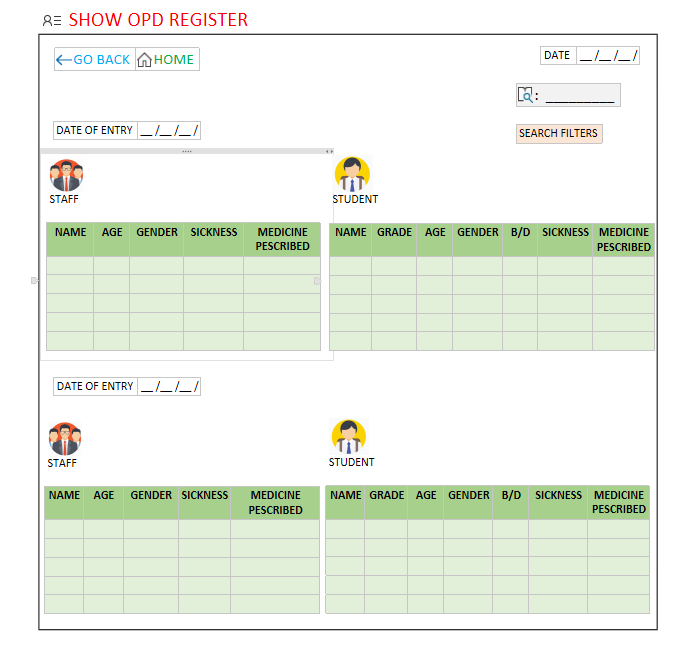 SHOW OPD REGISTER
GO BACK HOME
DATE __ /__ /__ /
: __________
DATE OF ENTRY __ /__ /__ /
SEARCH FILTERS
STAFF
STUDENT
NAME AGE GENDER SICKNESS MEDICINE PESCRIBED
NAME GRADE AGE GENDER B/D SICKNESS MEDICINE PESCRIBED
DATE OF ENTRY __ /__ /__ /
STAFF
STUDENT
NAME AGE GENDER SICKNESS MEDICINE PESCRIBED
NAME GRADE AGE GENDER B/D SICKNESS MEDICINE PESCRIBED